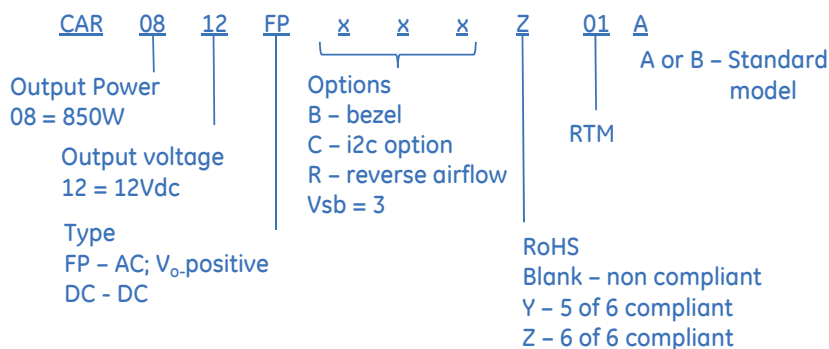 CAR 08 12 FP x x x Z 01 A
A or B – Standard
model
Output Power
08 = 850W
Options
B – bezel
C – i2c option
R – reverse airflow
Vsb = 3
RTM
Output voltage
12 = 12Vdc
Type
FP – AC; Vo-positive
DC - DC
RoHS
Blank – non compliant
Y – 5 of 6 compliant
Z – 6 of 6 compliant